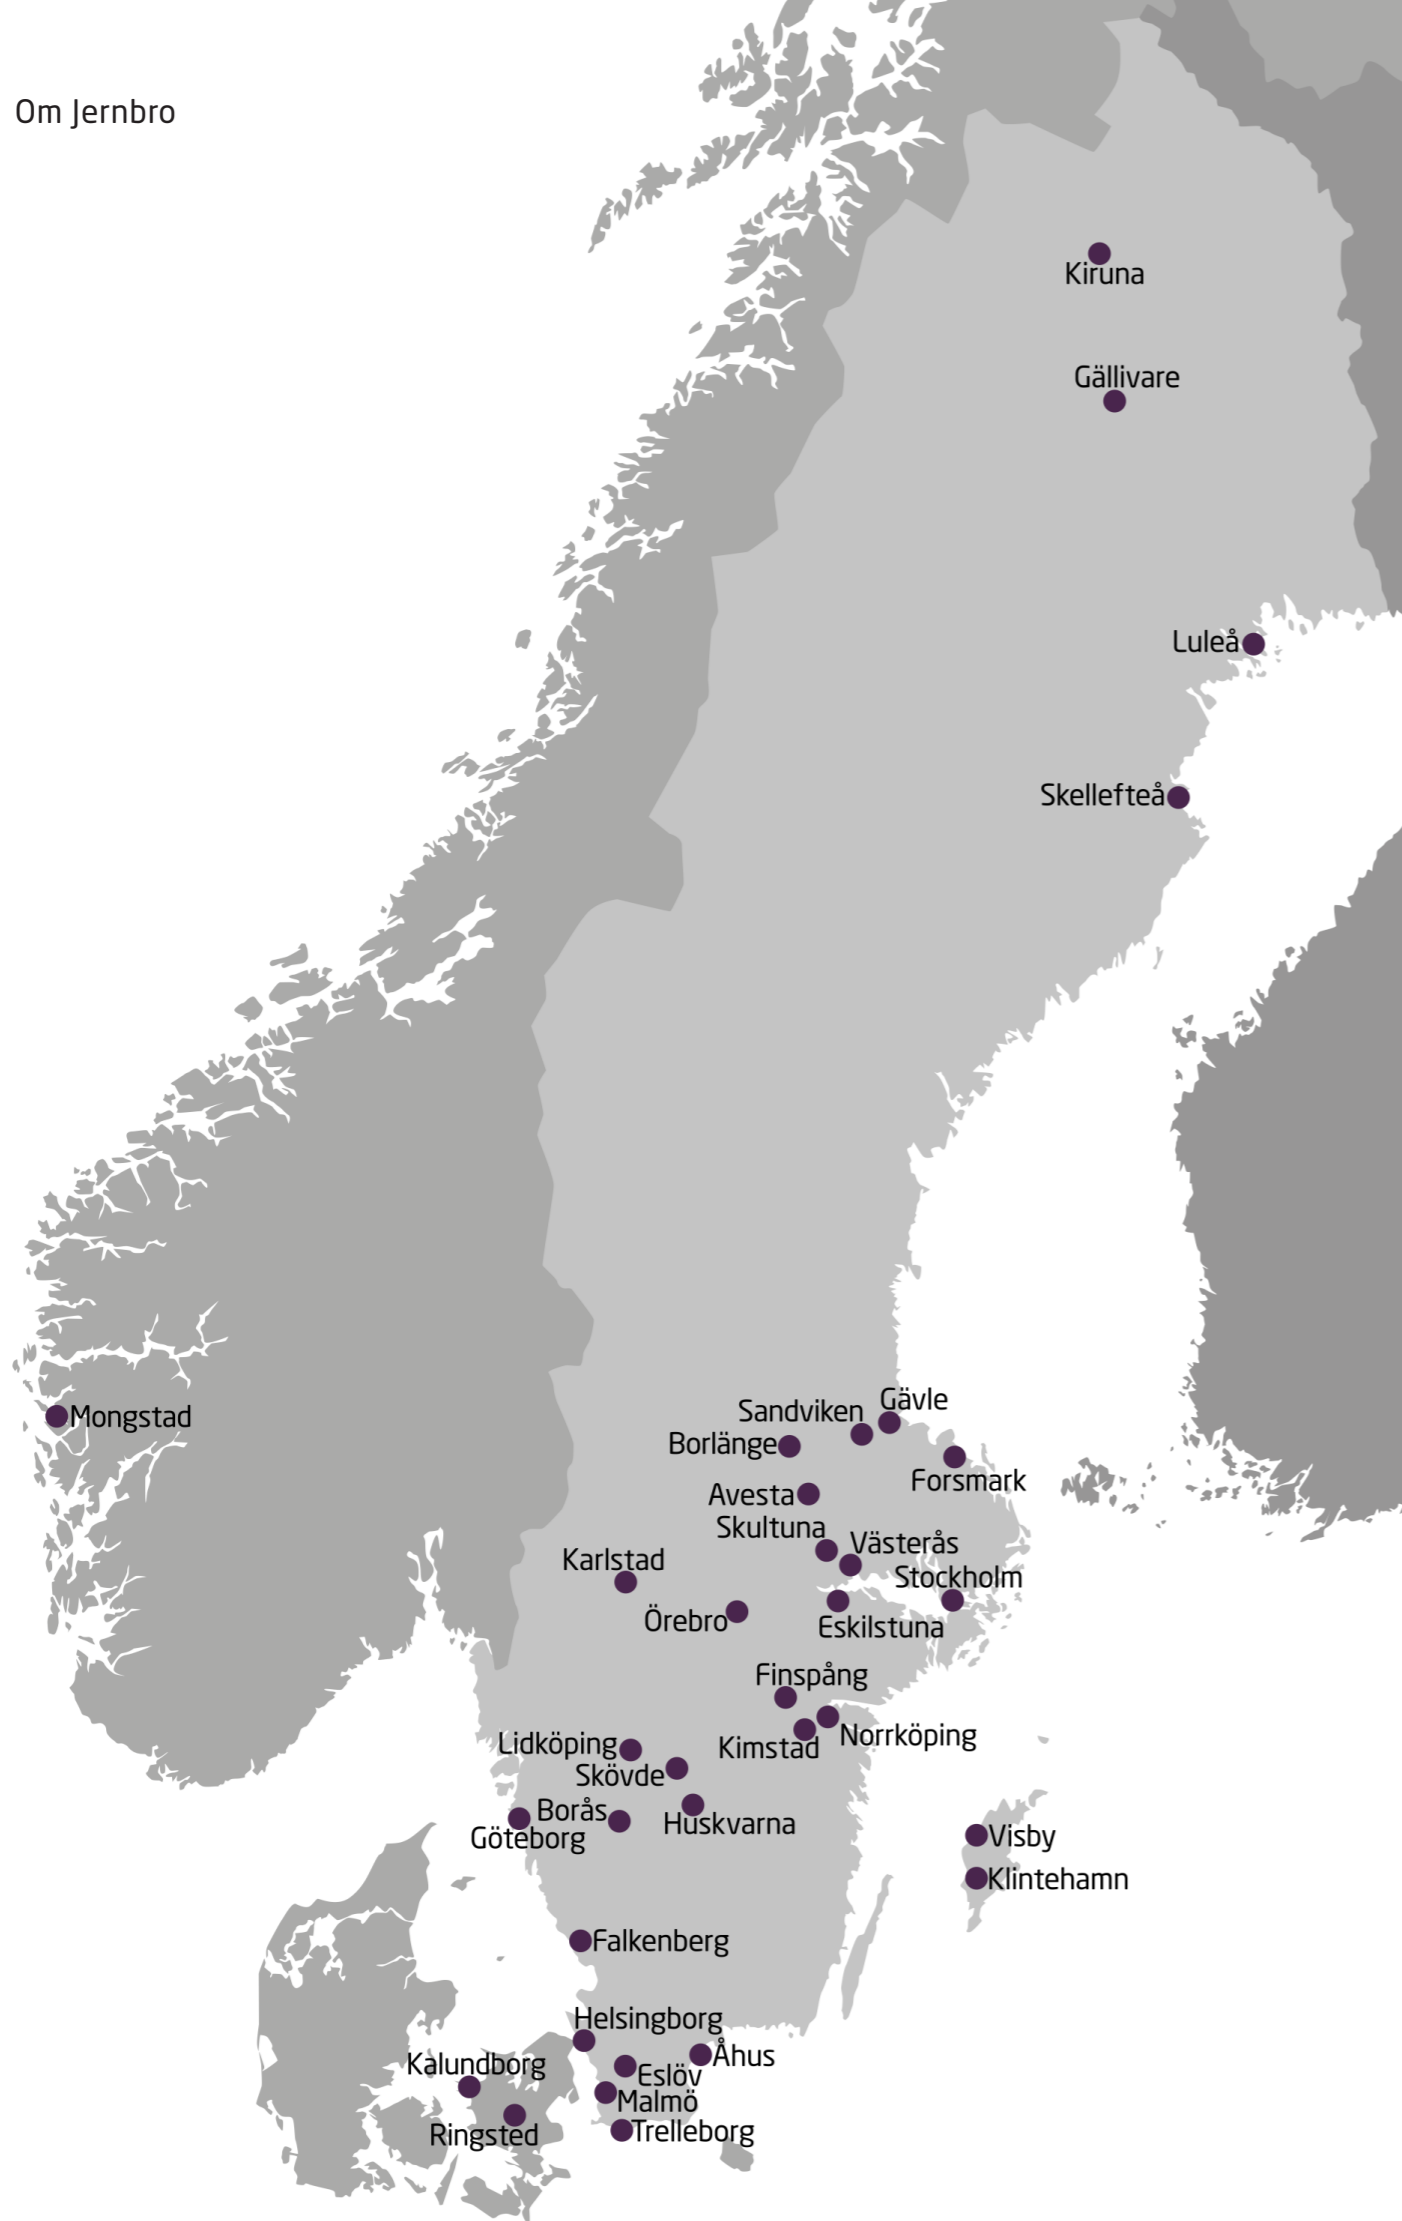 Om Jernbro
Kiruna
Gällivare
Luleå
Skellefteå
Mongstad
Gävle
Sandviken
Borlänge
Forsmark
Avesta
Skultuna
Västerås
Karlstad
Stockholm
Örebro
Eskilstuna
Finspång
Norrköping
Lidköping
Kimstad
Skövde
Borås
Huskvarna
Göteborg
Visby
Klintehamn
Falkenberg
Helsingborg
Åhus
Kalundborg
Eslöv
Malmö
Trelleborg
Ringsted